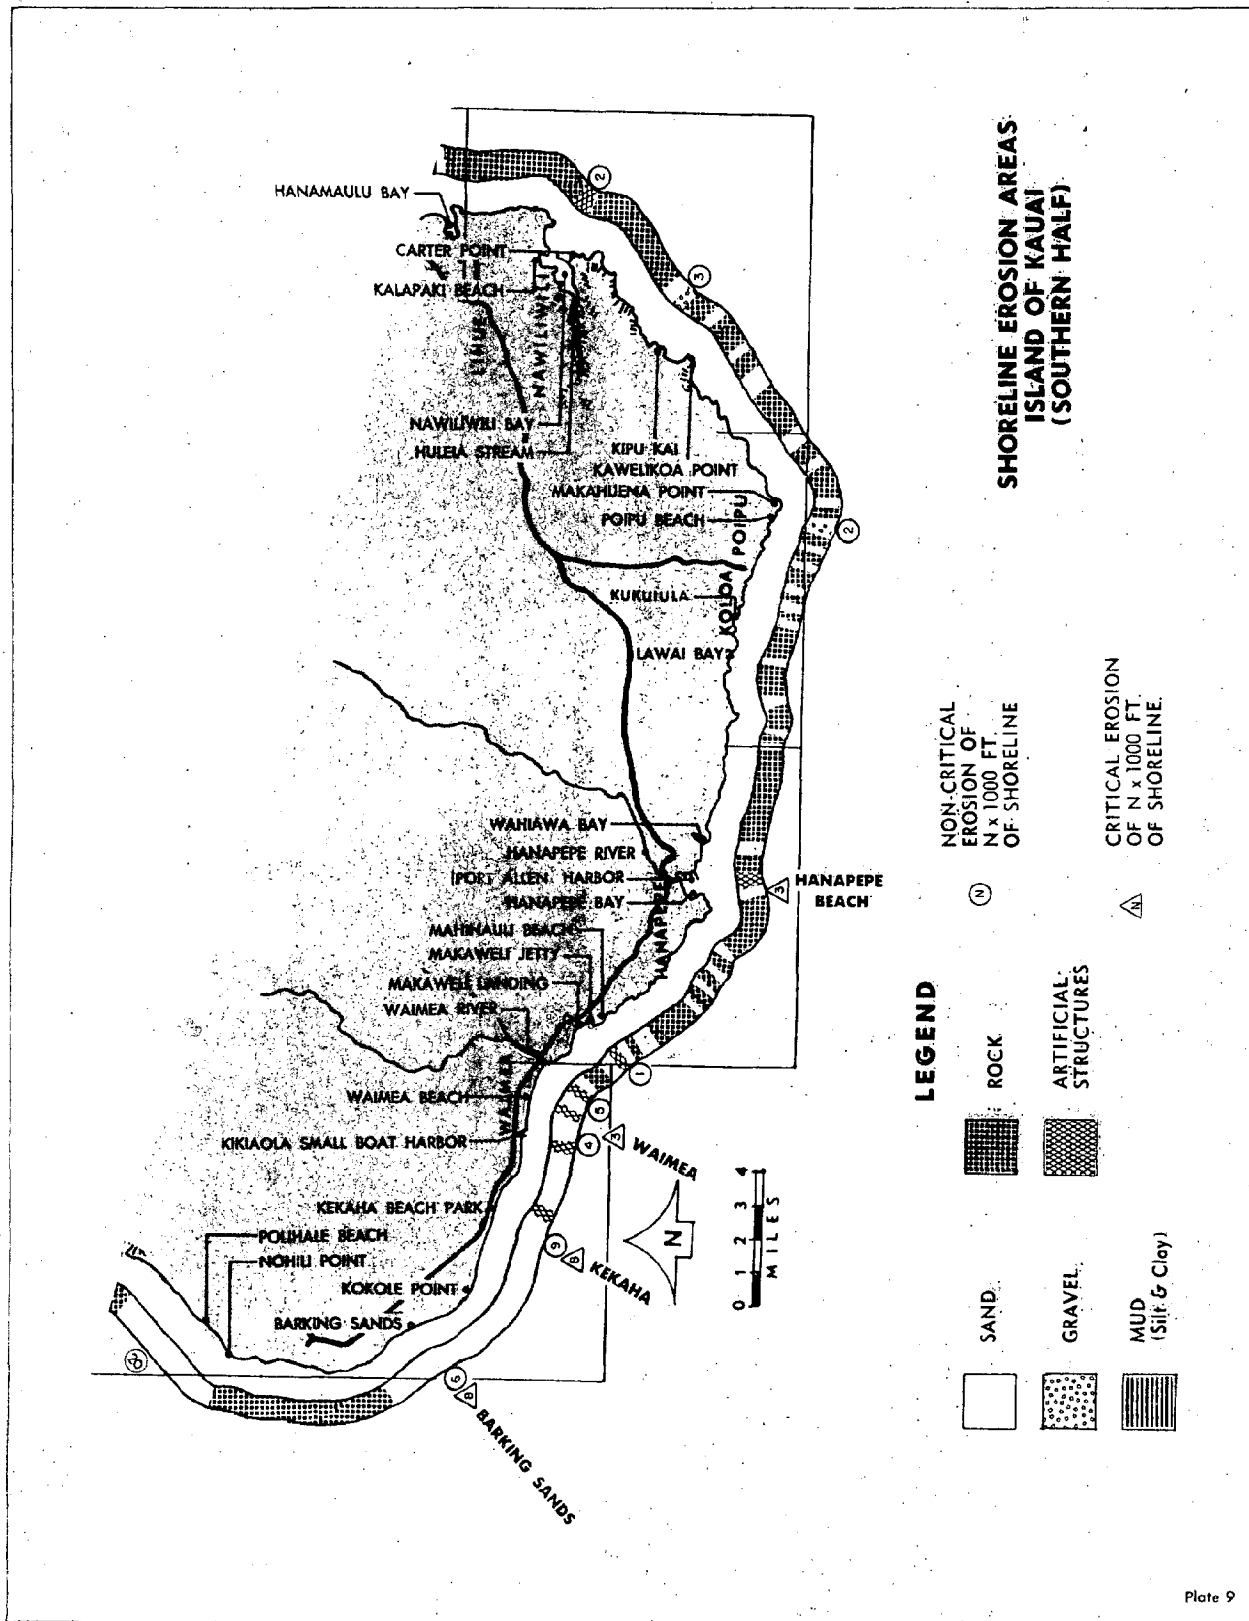 SHORELINE EROSION AREAS
ISLAND OF KAUAI
(SOUTHERN HALF)
HANAMAULU BAY
CARTER POINT
KALAPAKI BEACH
LIHUE
NAWILIWILI
NAWILIWILI BAY
HULEIA STREAM
KIPU KAI
KAWELIKOA POINT
MAKAHUENA POINT
POIPU BEACH
POIPU
KOLOA
KUKUIULA
LAWAI BAY
WAHIAWA BAY
HANAPEPE RIVER
PORT ALLEN HARBOR
HANAPEPE BAY
HANAPEPE
MAHINAULI BEACH
MAKAWELI JETTY
MAKAWELI LANDING
WAIMEA RIVER
WAIMEA
WAIMEA BEACH
KIKIAOLA SMALL BOAT HARBOR
KEKAHA BEACH PARK
POLIHALE BEACH
NOHILI POINT
KOKOLE POINT
BARKING SANDS
2
3
2
3
HANAPEPE
BEACH
1
5
4
3
WAIMEA
8
KEKAHA
8
BARKING SANDS
20
N
0 1 2 3 4
MILES
LEGEND
SAND
GRAVEL
MUD
(Silt & Clay)
ROCK
ARTIFICIAL
STRUCTURES
N
NON-CRITICAL
EROSION OF
N x 1000 FT.
OF SHORELINE
N
CRITICAL EROSION
OF N x 1000 FT.
OF SHORELINE.
Plate 9